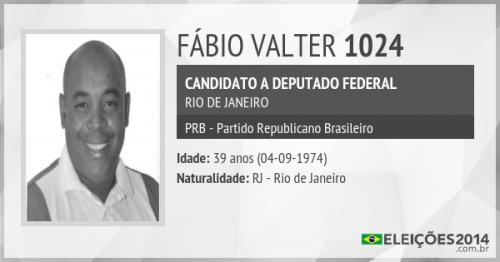 FÁBIO VALTER 1024
CANDIDATO A DEPUTADO FEDERAL
RIO DE JANEIRO
PRB - Partido Republicano Brasileiro
Idade: 39 anos (04-09-1974)
Naturalidade: RJ - Rio de Janeiro
ELEIÇÕES2014
.com.br